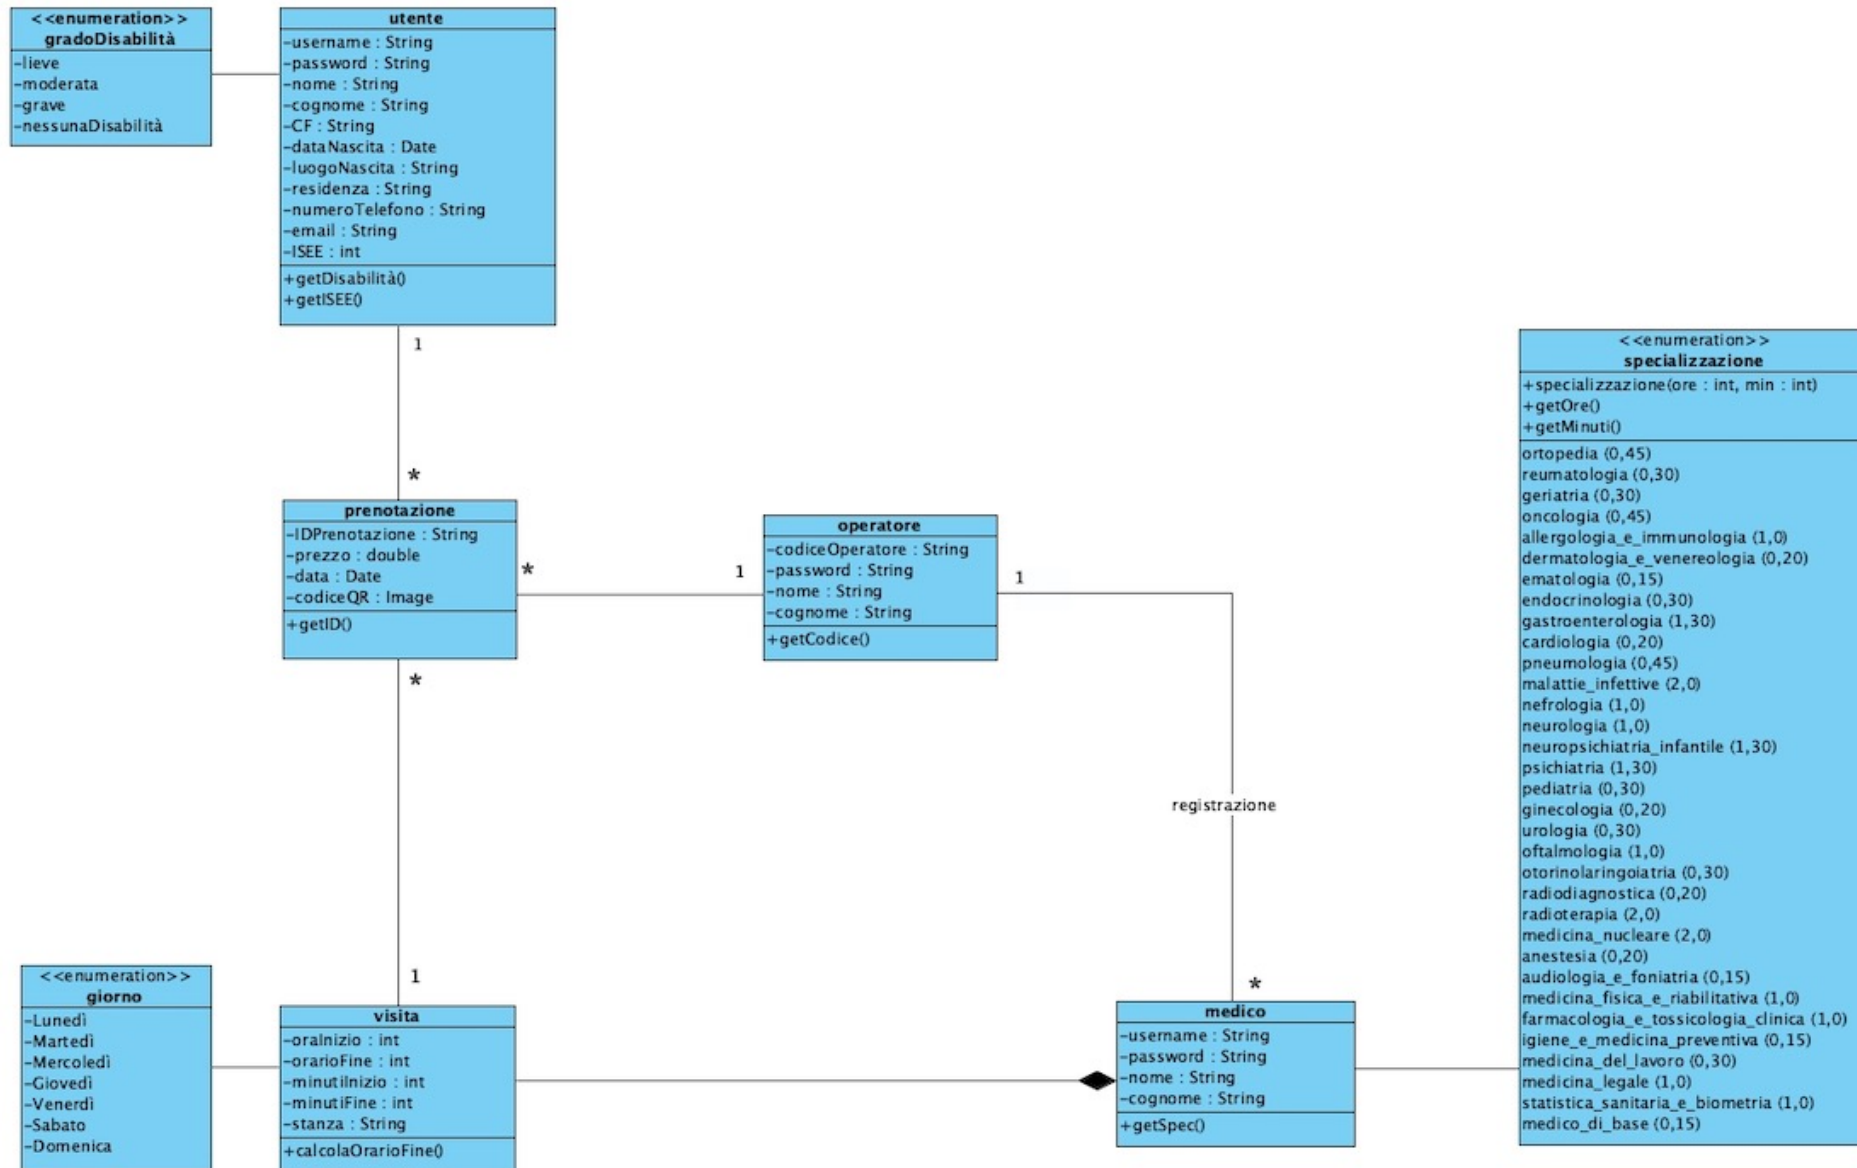 <<enumeration>>
gradoDisabilità
-lieve
-moderata
-grave
-nessunaDisabilità
utente
-username : String
-password : String
-nome : String
-cognome : String
-CF : String
-dataNascita : Date
-luogoNascita : String
-residenza : String
-numeroTelefono : String
-email : String
-ISEE : int
+getDisabilità()
+getISEE()
1
*
prenotazione
-IDPrenotazione : String
-prezzo : double
-data : Date
-codiceQR : Image
+getID()
*
1
operatore
-codiceOperatore : String
-password : String
-nome : String
-cognome : String
+getCodice()
1
registrazione
*
*
1
<<enumeration>>
giorno
-Lunedì
-Martedì
-Mercoledì
-Giovedì
-Venerdì
-Sabato
-Domenica
visita
-oraInizio : int
-orarioFine : int
-minutiInizio : int
-minutiFine : int
-stanza : String
+calcolaOrarioFine()
medico
-username : String
-password : String
-nome : String
-cognome : String
+getSpec()
<<enumeration>>
specializzazione
+specializzazione(ore : int, min : int)
+getOre()
+getMinuti()
ortopedia (0,45)
reumatologia (0,30)
geriatria (0,30)
oncologia (0,45)
allergologia_e_immunologia (1,0)
dermatologia_e_venereologia (0,20)
ematologia (0,15)
endocrinologia (0,30)
gastroenterologia (1,30)
cardiologia (0,20)
pneumologia (0,45)
malattie_infettive (2,0)
nefrologia (1,0)
neurologia (1,0)
neuropsichiatria_infantile (1,30)
psichiatria (1,30)
pediatria (0,30)
ginecologia (0,20)
urologia (0,30)
oftalmologia (1,0)
otorinolaringoiatria (0,30)
radiodiagnostica (0,20)
radioterapia (2,0)
medicina_nucleare (2,0)
anestesia (0,20)
audiologia_e_foniatria (0,15)
medicina_fisica_e_riabilitativa (1,0)
farmacologia_e_tossicologia_clinica (1,0)
igiene_e_medicina_preventiva (0,15)
medicina_del_lavoro (0,30)
medicina_legale (1,0)
statistica_sanitaria_e_biometria (1,0)
medico_di_base (0,15)